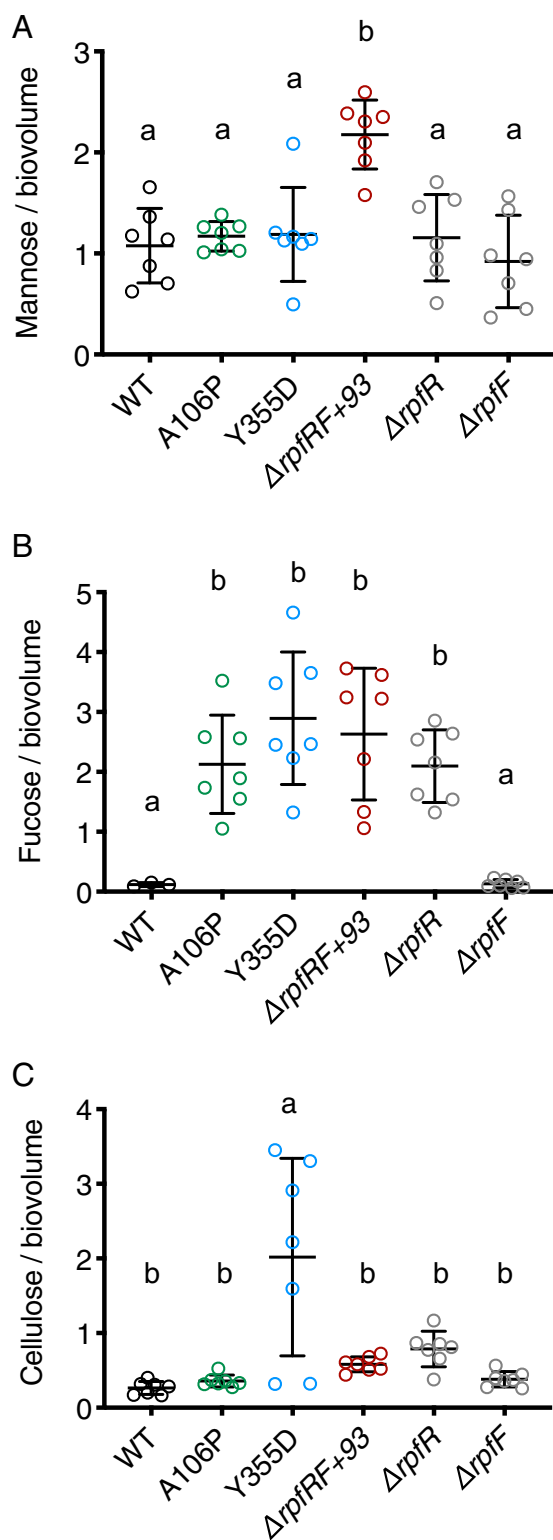 A
Mannose / biovolume
3
2
1
0
a
a
a
b
a
a
WT
A106P
Y355D
ΔrpfRF+93
ΔrpfR
ΔrpfF
B
Fucose / biovolume
5
4
3
2
1
0
a
b
b
b
b
a
WT
A106P
Y355D
ΔrpfRF+93
ΔrpfR
ΔrpfF
C
Cellulose / biovolume
4
3
2
1
0
b
b
a
b
b
b
WT
A106P
Y355D
ΔrpfRF+93
ΔrpfR
ΔrpfF